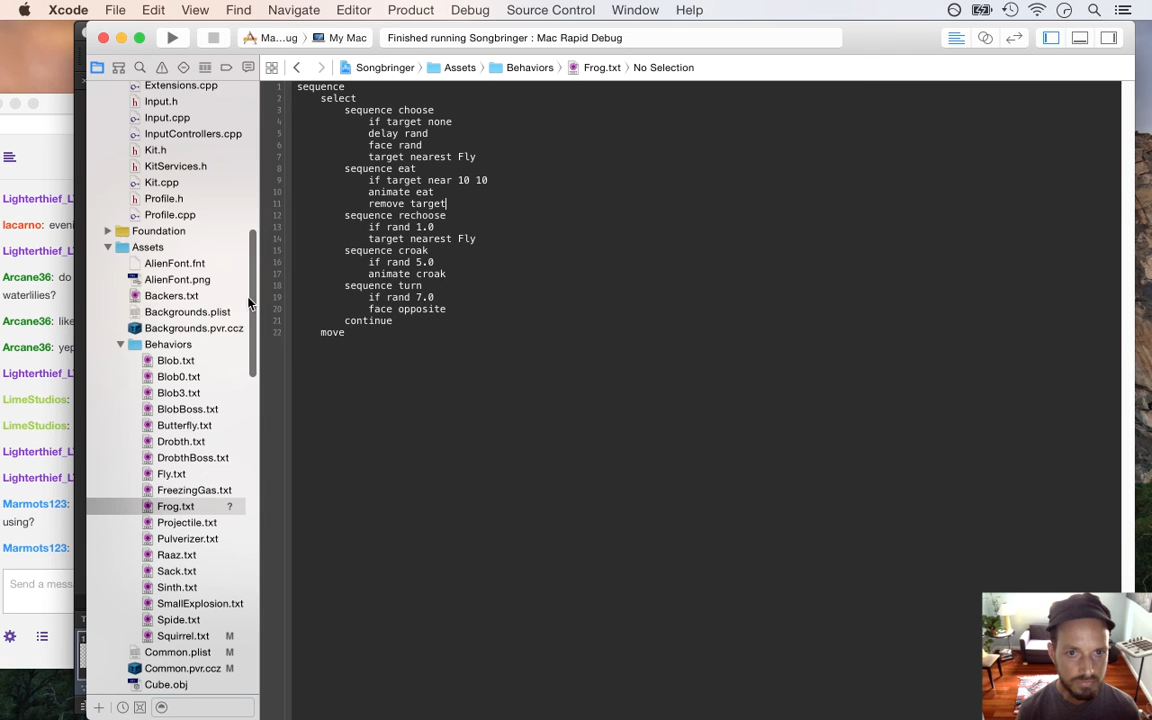 Xcode File Edit View Find Navigate Editor Product Debug Source Control Window Help
Ma...ug My Mac Finished running Songbringer : Mac Rapid Debug
Songbringer Assets Behaviors Frog.txt No Selection
Extensions.cpp
Input.h
Input.cpp
InputControllers.cpp
Kit.h
KitServices.h
Kit.cpp
Profile.h
Profile.cpp
Foundation
Assets
AlienFont.fnt
AlienFont.png
Backers.txt
Backgrounds.plist
Backgrounds.pvr.ccz
Behaviors
Blob.txt
Blob0.txt
Blob3.txt
BlobBoss.txt
Butterfly.txt
Drobth.txt
DrobthBoss.txt
Fly.txt
FreezingGas.txt
Frog.txt ?
Projectile.txt
Pulverizer.txt
Raaz.txt
Sack.txt
Sinth.txt
SmallExplosion.txt
Spide.txt
Squirrel.txt M
Common.plist M
Common.pvr.ccz M
Cube.obj
1 sequence
2 select
3 sequence choose
4 if target none
5 delay rand
6 face rand
7 target nearest Fly
8 sequence eat
9 if target near 10 10
10 animate eat
11 remove target
12 sequence rechoose
13 if rand 1.0
14 target nearest Fly
15 sequence croak
16 if rand 5.0
17 animate croak
18 sequence turn
19 if rand 7.0
20 face opposite
21 continue
22 move
Lighterthief_L
lacarno: even
Lighterthief_L
Arcane36: do
waterlilies?
Arcane36: like
Arcane36: yep
Lighterthief_L
LimeStudios:
LimeStudios:
Lighterthief_L
Lighterthief_L
Marmots123:
using?
Marmots123:
Send a mess